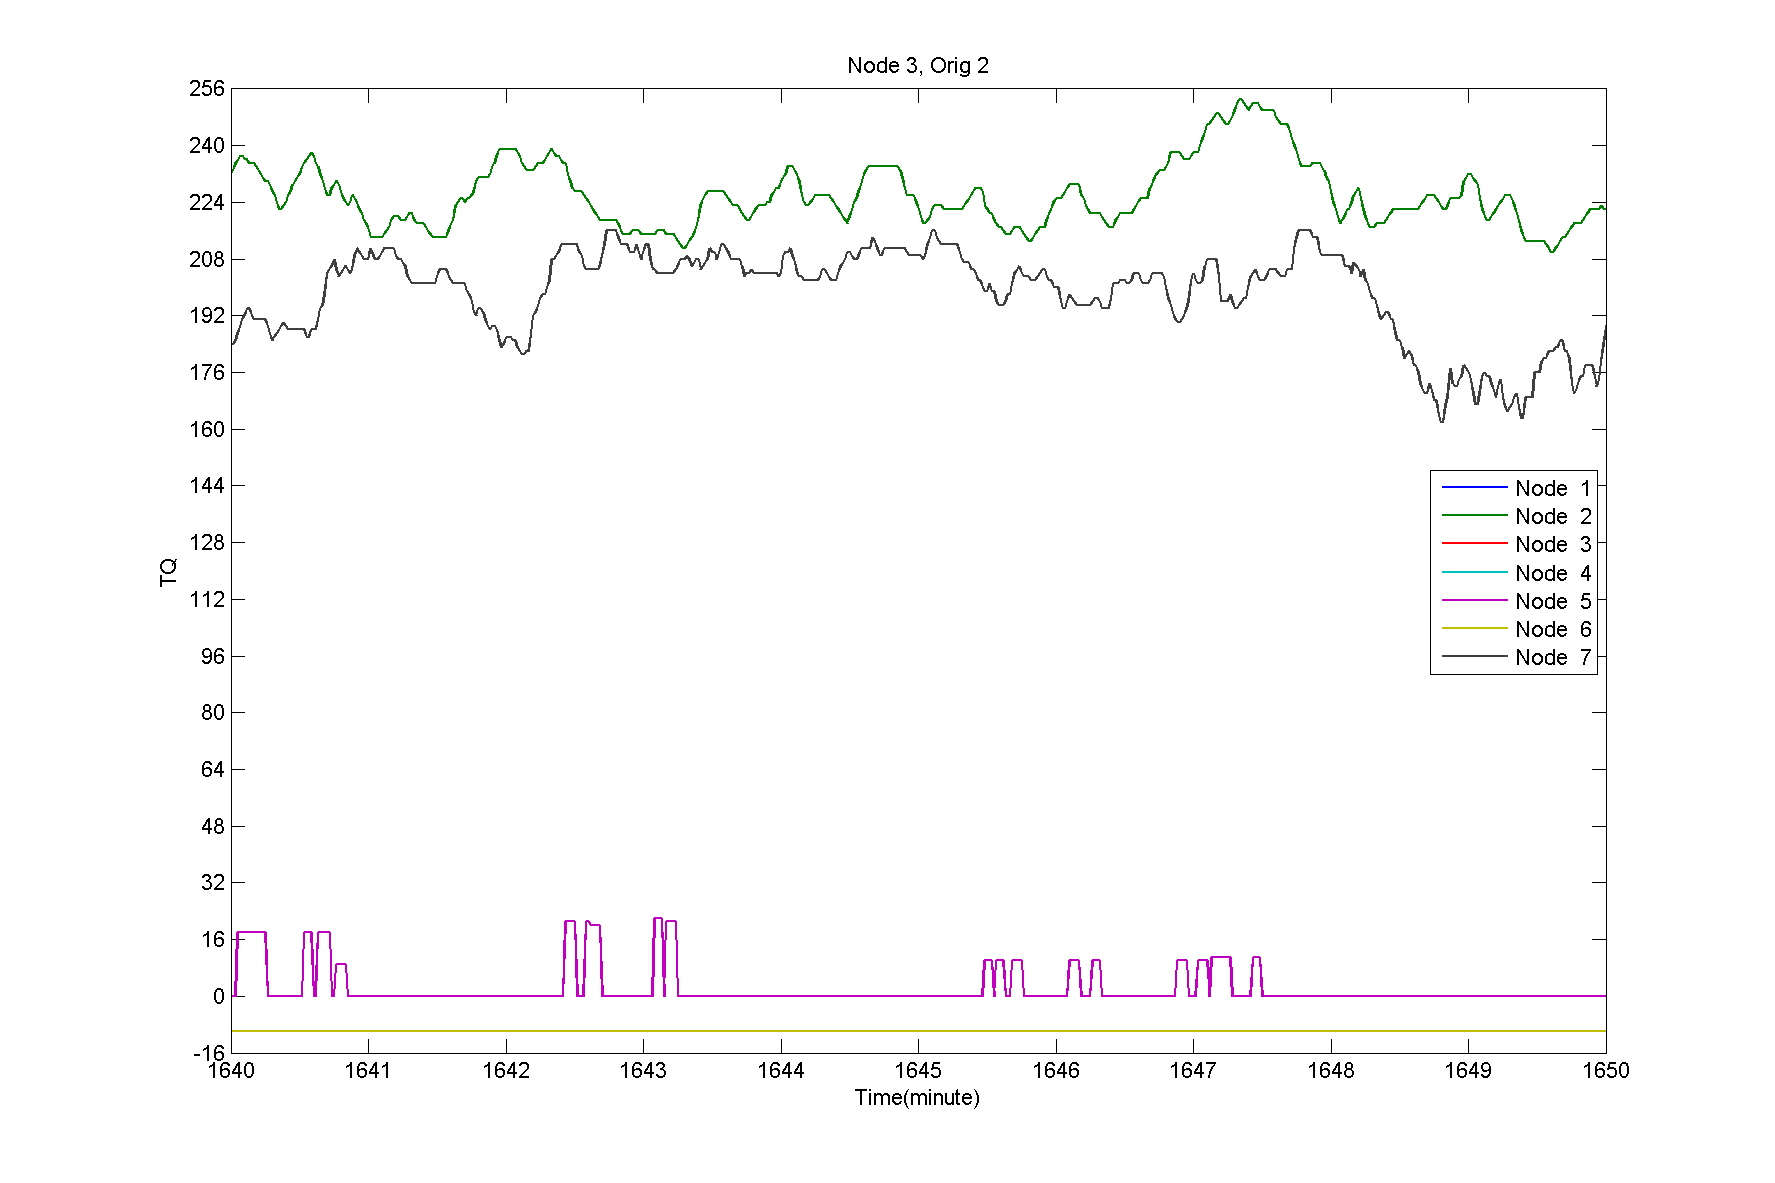 Node 3, Orig 2
256
240
224
208
192
176
160
144
128
112
96
80
64
48
32
16
0
-16
TQ
Node 1
Node 2
Node 3
Node 4
Node 5
Node 6
Node 7
1640 1641 1642 1643 1644 1645 1646 1647 1648 1649 1650
Time(minute)